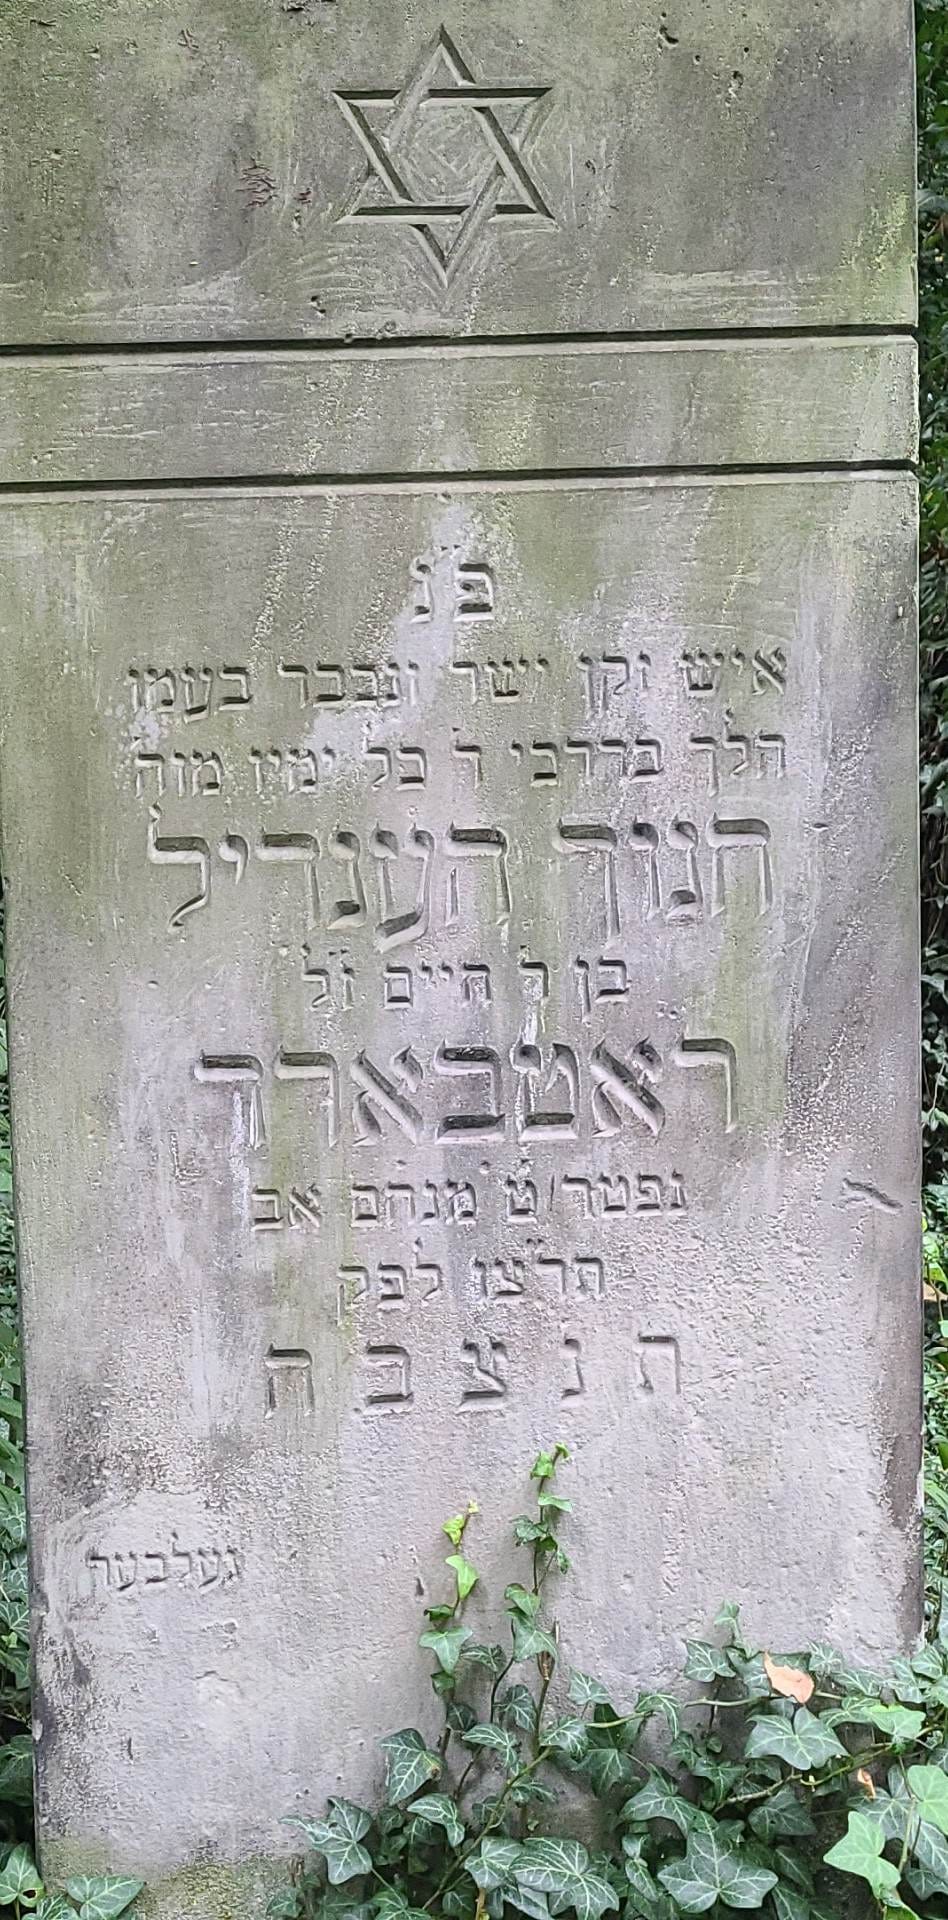 פ״נ
איש זקן ישר ונכבד בעמו
הלך בדרכי ד׳ כל ימיו מוה׳
חנוך הענדיל
בן ר׳ חיים ז״ל
ראטבארד
נפטר ט׳ מנחם אב
תרצ״ו לפק
ת נ צ ב ה
געלבער